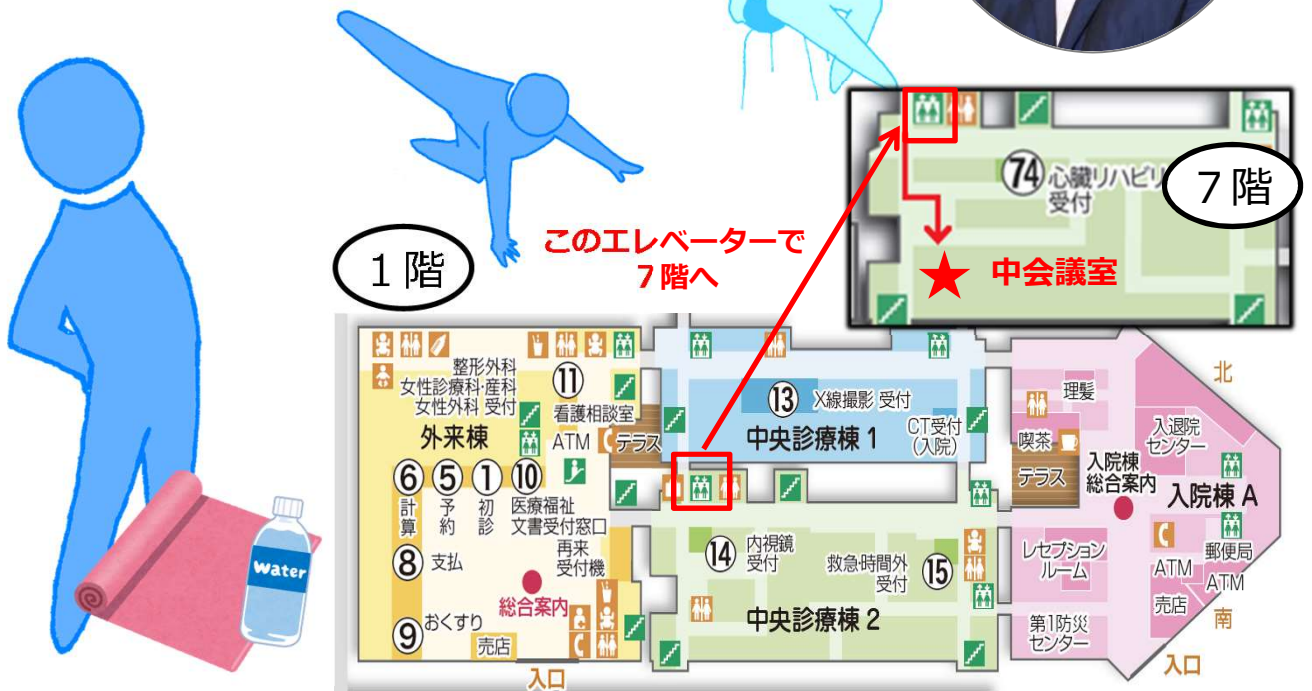 ７階
74 心臓リハビリ
受付
中会議室
１階
このエレベーターで
７階へ
整形外科
女性診療科・産科
女性外科 受付
11
看護相談室
外来棟
ATM
テラス
6 計算
5 予約
1 初診
10 医療福祉
文書受付窓口
8 支払
再来
受付機
総合案内
9 おくすり
売店
入口
13 X線撮影 受付
中央診療棟 1
CT受付
(入院)
14 内視鏡
受付
救急・時間外
受付 15
中央診療棟 2
理髪
喫茶
テラス
入院棟
総合案内
入退院
センター
北
入院棟 A
レセプション
ルーム
ATM
郵便局
ATM
売店
第1防災
センター
南
入口
Water